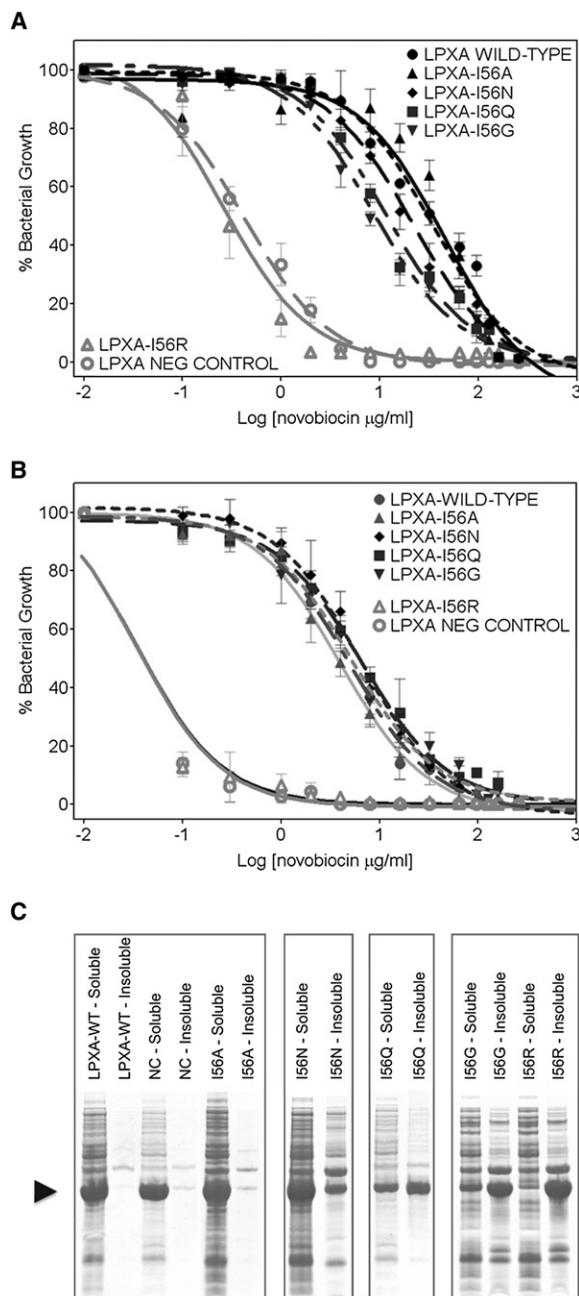 A
100
80
60
40
20
0
% Bacterial Growth
LPXA WILD-TYPE
LPXA-I56A
LPXA-I56N
LPXA-I56Q
LPXA-I56G
LPXA-I56R
LPXA NEG CONTROL
-2 -1 0 1 2 3
Log [novobiocin µg/ml]
B
100
80
60
40
20
0
% Bacterial Growth
LPXA-WILD-TYPE
LPXA-I56A
LPXA-I56N
LPXA-I56Q
LPXA-I56G
LPXA-I56R
LPXA NEG CONTROL
-2 -1 0 1 2 3
Log [novobiocin µg/ml]
C
LPXA-WT - Soluble
LPXA-WT - Insoluble
NC - Soluble
NC - Insoluble
I56A - Soluble
I56A - Insoluble
I56N - Soluble
I56N - Insoluble
I56Q - Soluble
I56Q - Insoluble
I56G - Soluble
I56G - Insoluble
I56R - Soluble
I56R - Insoluble